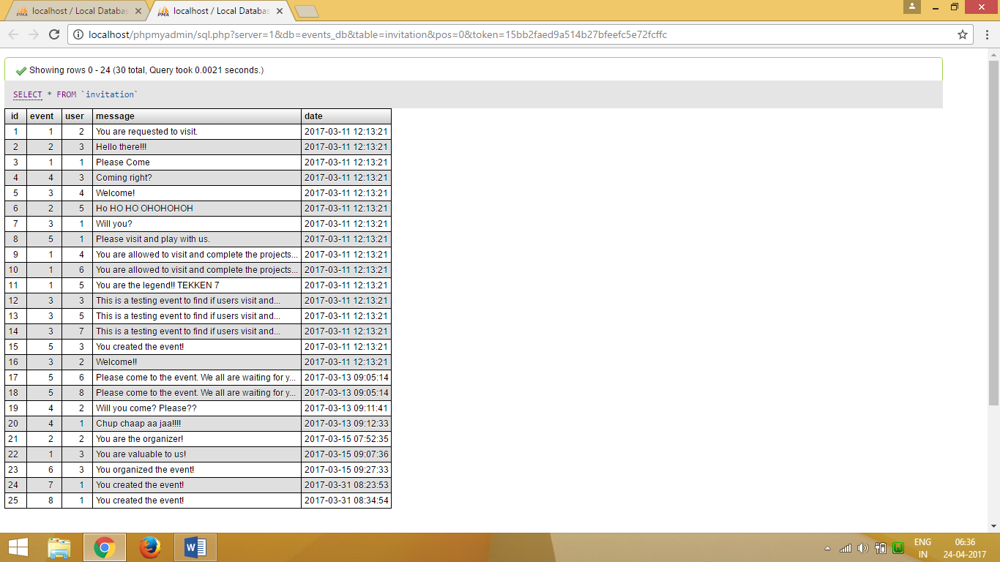 localhost / Local Databas
localhost / Local Databas
localhost/phpmyadmin/sql.php?server=1&db=events_db&table=invitation&pos=0&token=15bb2faed9a514b27bfeefc5e72fcffc
Showing rows 0 - 24 (30 total, Query took 0.0021 seconds.)
SELECT * FROM `invitation`
id event user message date
1 1 2 You are requested to visit. 2017-03-11 12:13:21
2 2 3 Hello there!!! 2017-03-11 12:13:21
3 1 1 Please Come 2017-03-11 12:13:21
4 4 3 Coming right? 2017-03-11 12:13:21
5 3 4 Welcome! 2017-03-11 12:13:21
6 2 5 Ho HO HO OHOHOHOH 2017-03-11 12:13:21
7 3 1 Will you? 2017-03-11 12:13:21
8 5 1 Please visit and play with us. 2017-03-11 12:13:21
9 1 4 You are allowed to visit and complete the projects... 2017-03-11 12:13:21
10 1 6 You are allowed to visit and complete the projects... 2017-03-11 12:13:21
11 1 5 You are the legend!! TEKKEN 7 2017-03-11 12:13:21
12 3 3 This is a testing event to find if users visit and... 2017-03-11 12:13:21
13 3 5 This is a testing event to find if users visit and... 2017-03-11 12:13:21
14 3 7 This is a testing event to find if users visit and... 2017-03-11 12:13:21
15 5 3 You created the event! 2017-03-11 12:13:21
16 3 2 Welcome!! 2017-03-11 12:13:21
17 5 6 Please come to the event. We all are waiting for y... 2017-03-13 09:05:14
18 5 8 Please come to the event. We all are waiting for y... 2017-03-13 09:05:14
19 4 2 Will you come? Please?? 2017-03-13 09:11:41
20 4 1 Chup chaap aa jaa!!!! 2017-03-13 09:12:33
21 2 2 You are the organizer! 2017-03-15 07:52:35
22 1 3 You are valuable to us! 2017-03-15 09:07:36
23 6 3 You organized the event! 2017-03-15 09:27:33
24 7 1 You created the event! 2017-03-31 08:23:53
25 8 1 You created the event! 2017-03-31 08:34:54
ENG 06:36
IN 24-04-2017